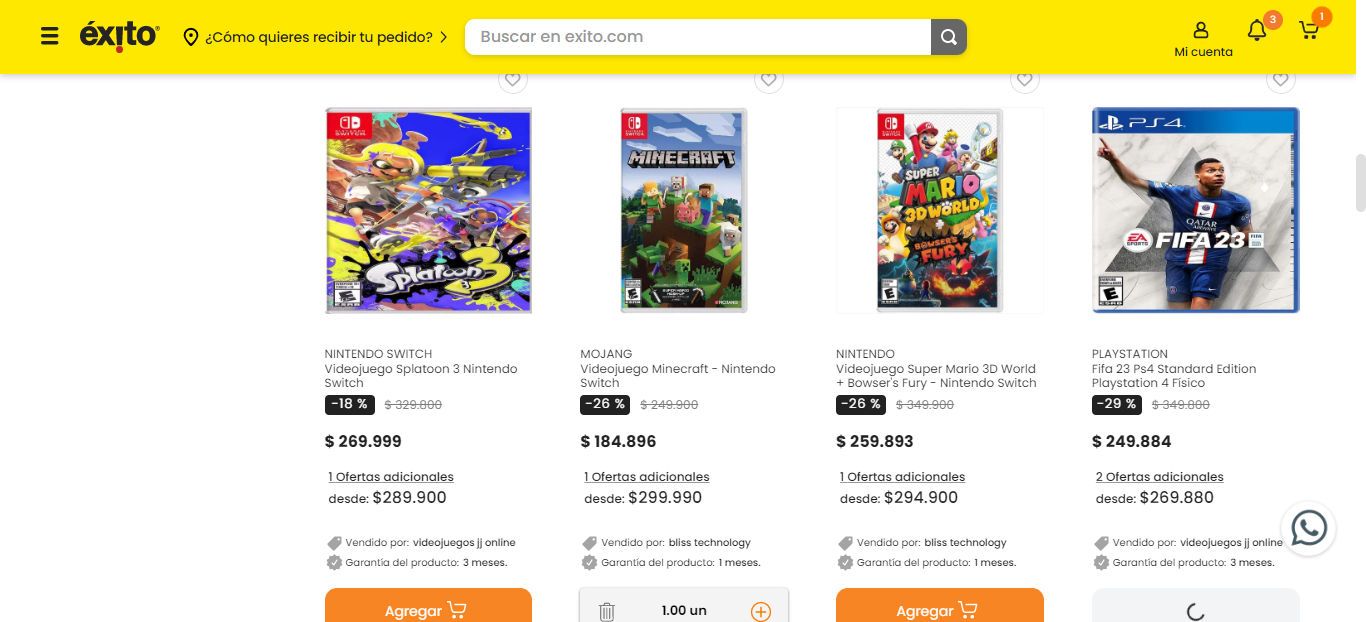 éxito
¿Cómo quieres recibir tu pedido?
Buscar en exito.com
Mi cuenta
3
1
NINTENDO SWITCH
Splatoon 3
NINTENDO SWITCH
Videojuego Splatoon 3 Nintendo
Switch
-18 % $ 329.800
$ 269.999
1 Ofertas adicionales
desde: $289.900
Vendido por: videojuegos jj online
Garantía del producto: 3 meses.
Agregar
MINECRAFT
MOJANG
MOJANG
Videojuego Minecraft - Nintendo
Switch
-26 % $ 249.900
$ 184.896
1 Ofertas adicionales
desde: $299.990
Vendido por: bliss technology
Garantía del producto: 1 meses.
1.00 un
SUPER
MARIO
3D WORLD
BOWSER'S
FURY
NINTENDO
Videojuego Super Mario 3D World
+ Bowser's Fury - Nintendo Switch
-26 % $ 349.900
$ 259.893
1 Ofertas adicionales
desde: $294.900
Vendido por: bliss technology
Garantía del producto: 1 meses.
Agregar
PS4
QATAR
AIRWAYS
EA
SPORTS
FIFA 23
FIFA
PLAYSTATION
Fifa 23 Ps4 Standard Edition
Playstation 4 Físico
-29 % $ 349.800
$ 249.884
2 Ofertas adicionales
desde: $269.880
Vendido por: videojuegos jj online
Garantía del producto: 3 meses.